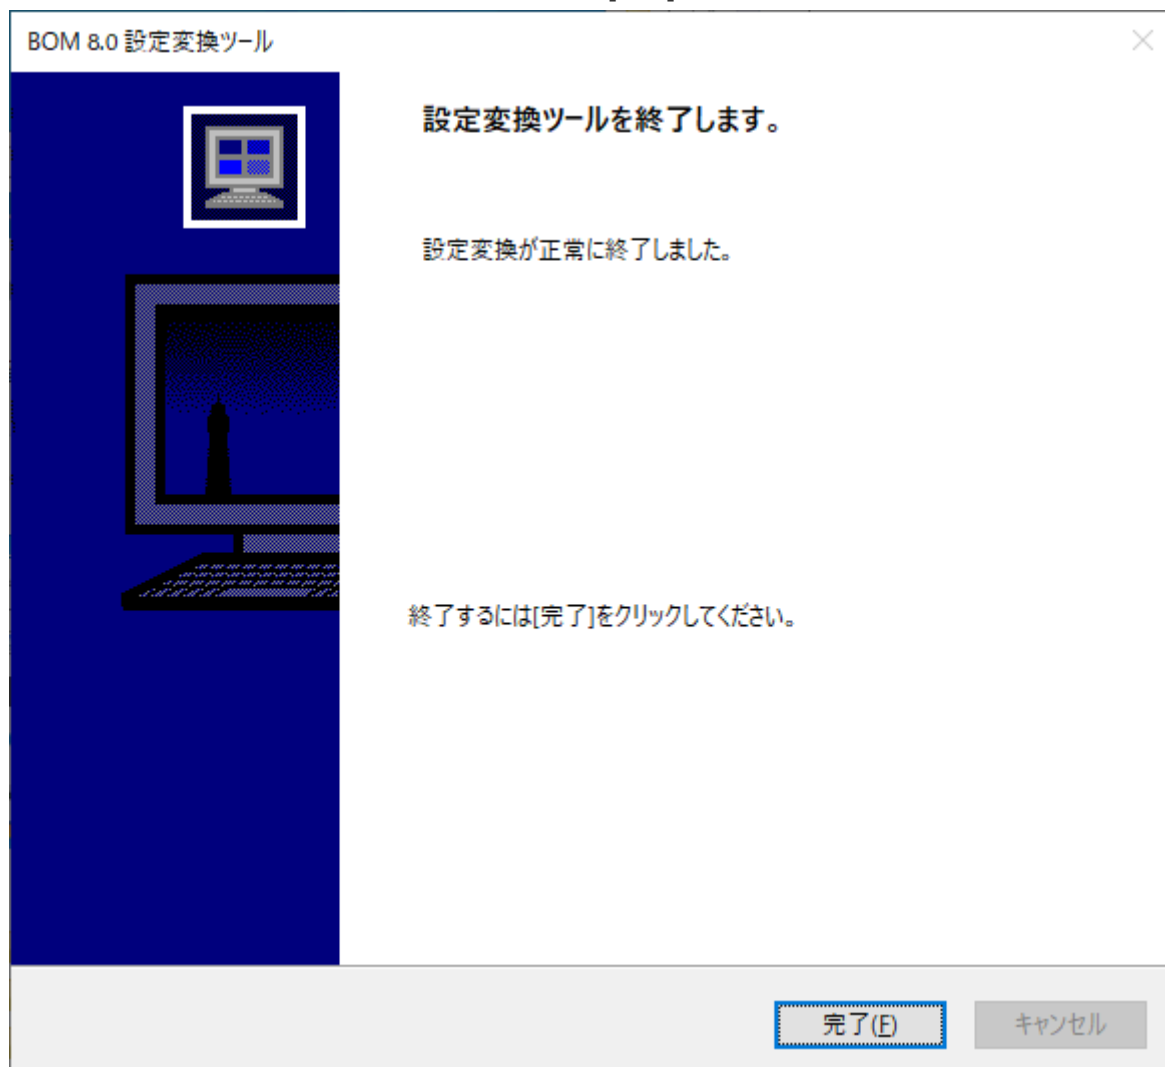 BOM 8.0 設定変換ツール
設定変換ツールを終了します。
設定変換が正常に終了しました。
終了するには[完了]をクリックしてください。
完了(F)
キャンセル